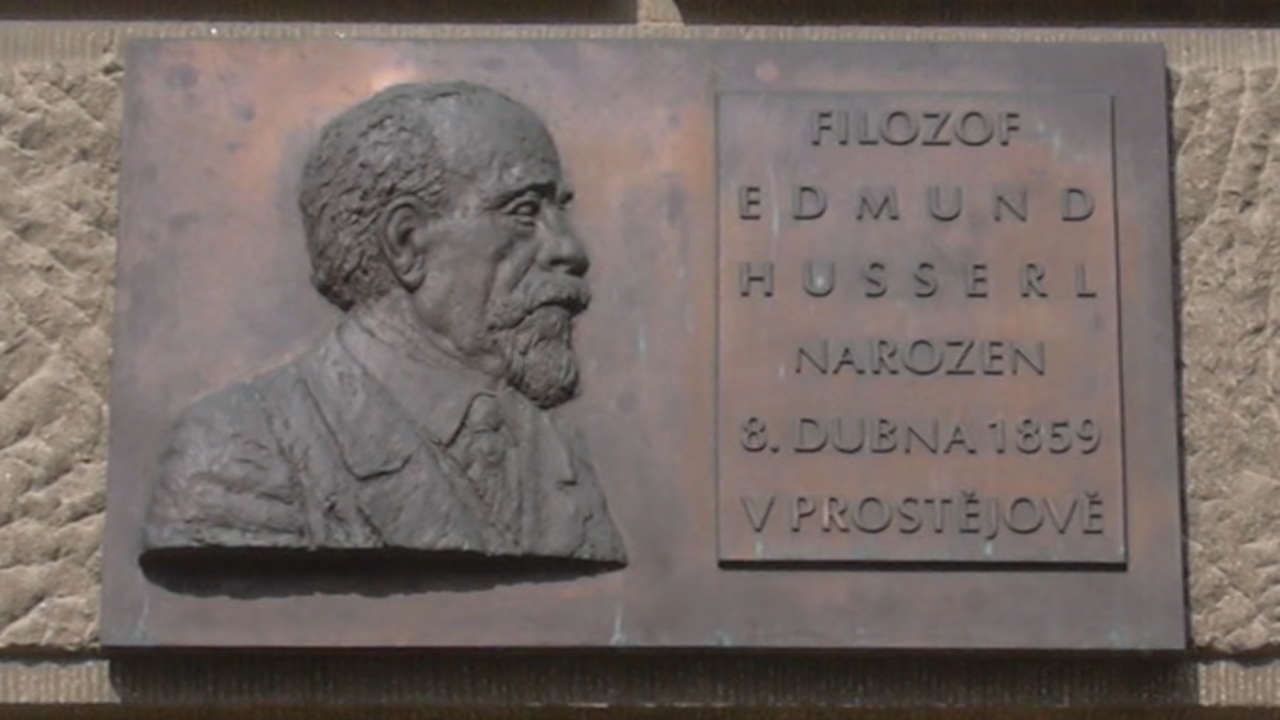 FILOZOF
EDMUND
HUSSERL
NAROZEN
8. DUBNA 1859
V PROSTĚJOVĚ